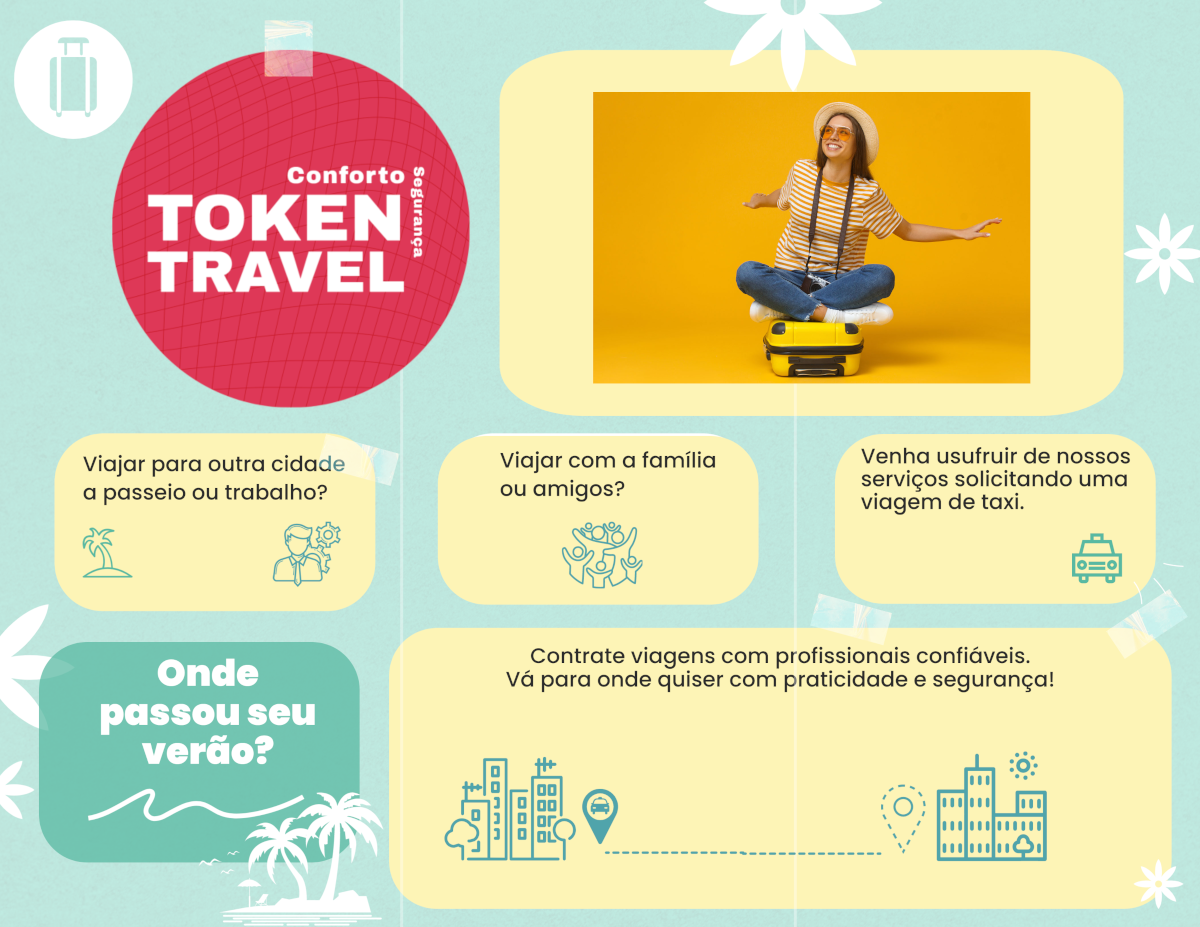 Conforto
Segurança
TOKEN
TRAVEL
Viajar para outra cidade
a passeio ou trabalho?
Viajar com a família
ou amigos?
Venha usufruir de nossos
serviços solicitando uma
viagem de taxi.
Onde
passou seu
verão?
Contrate viagens com profissionais confiáveis.
Vá para onde quiser com praticidade e segurança!